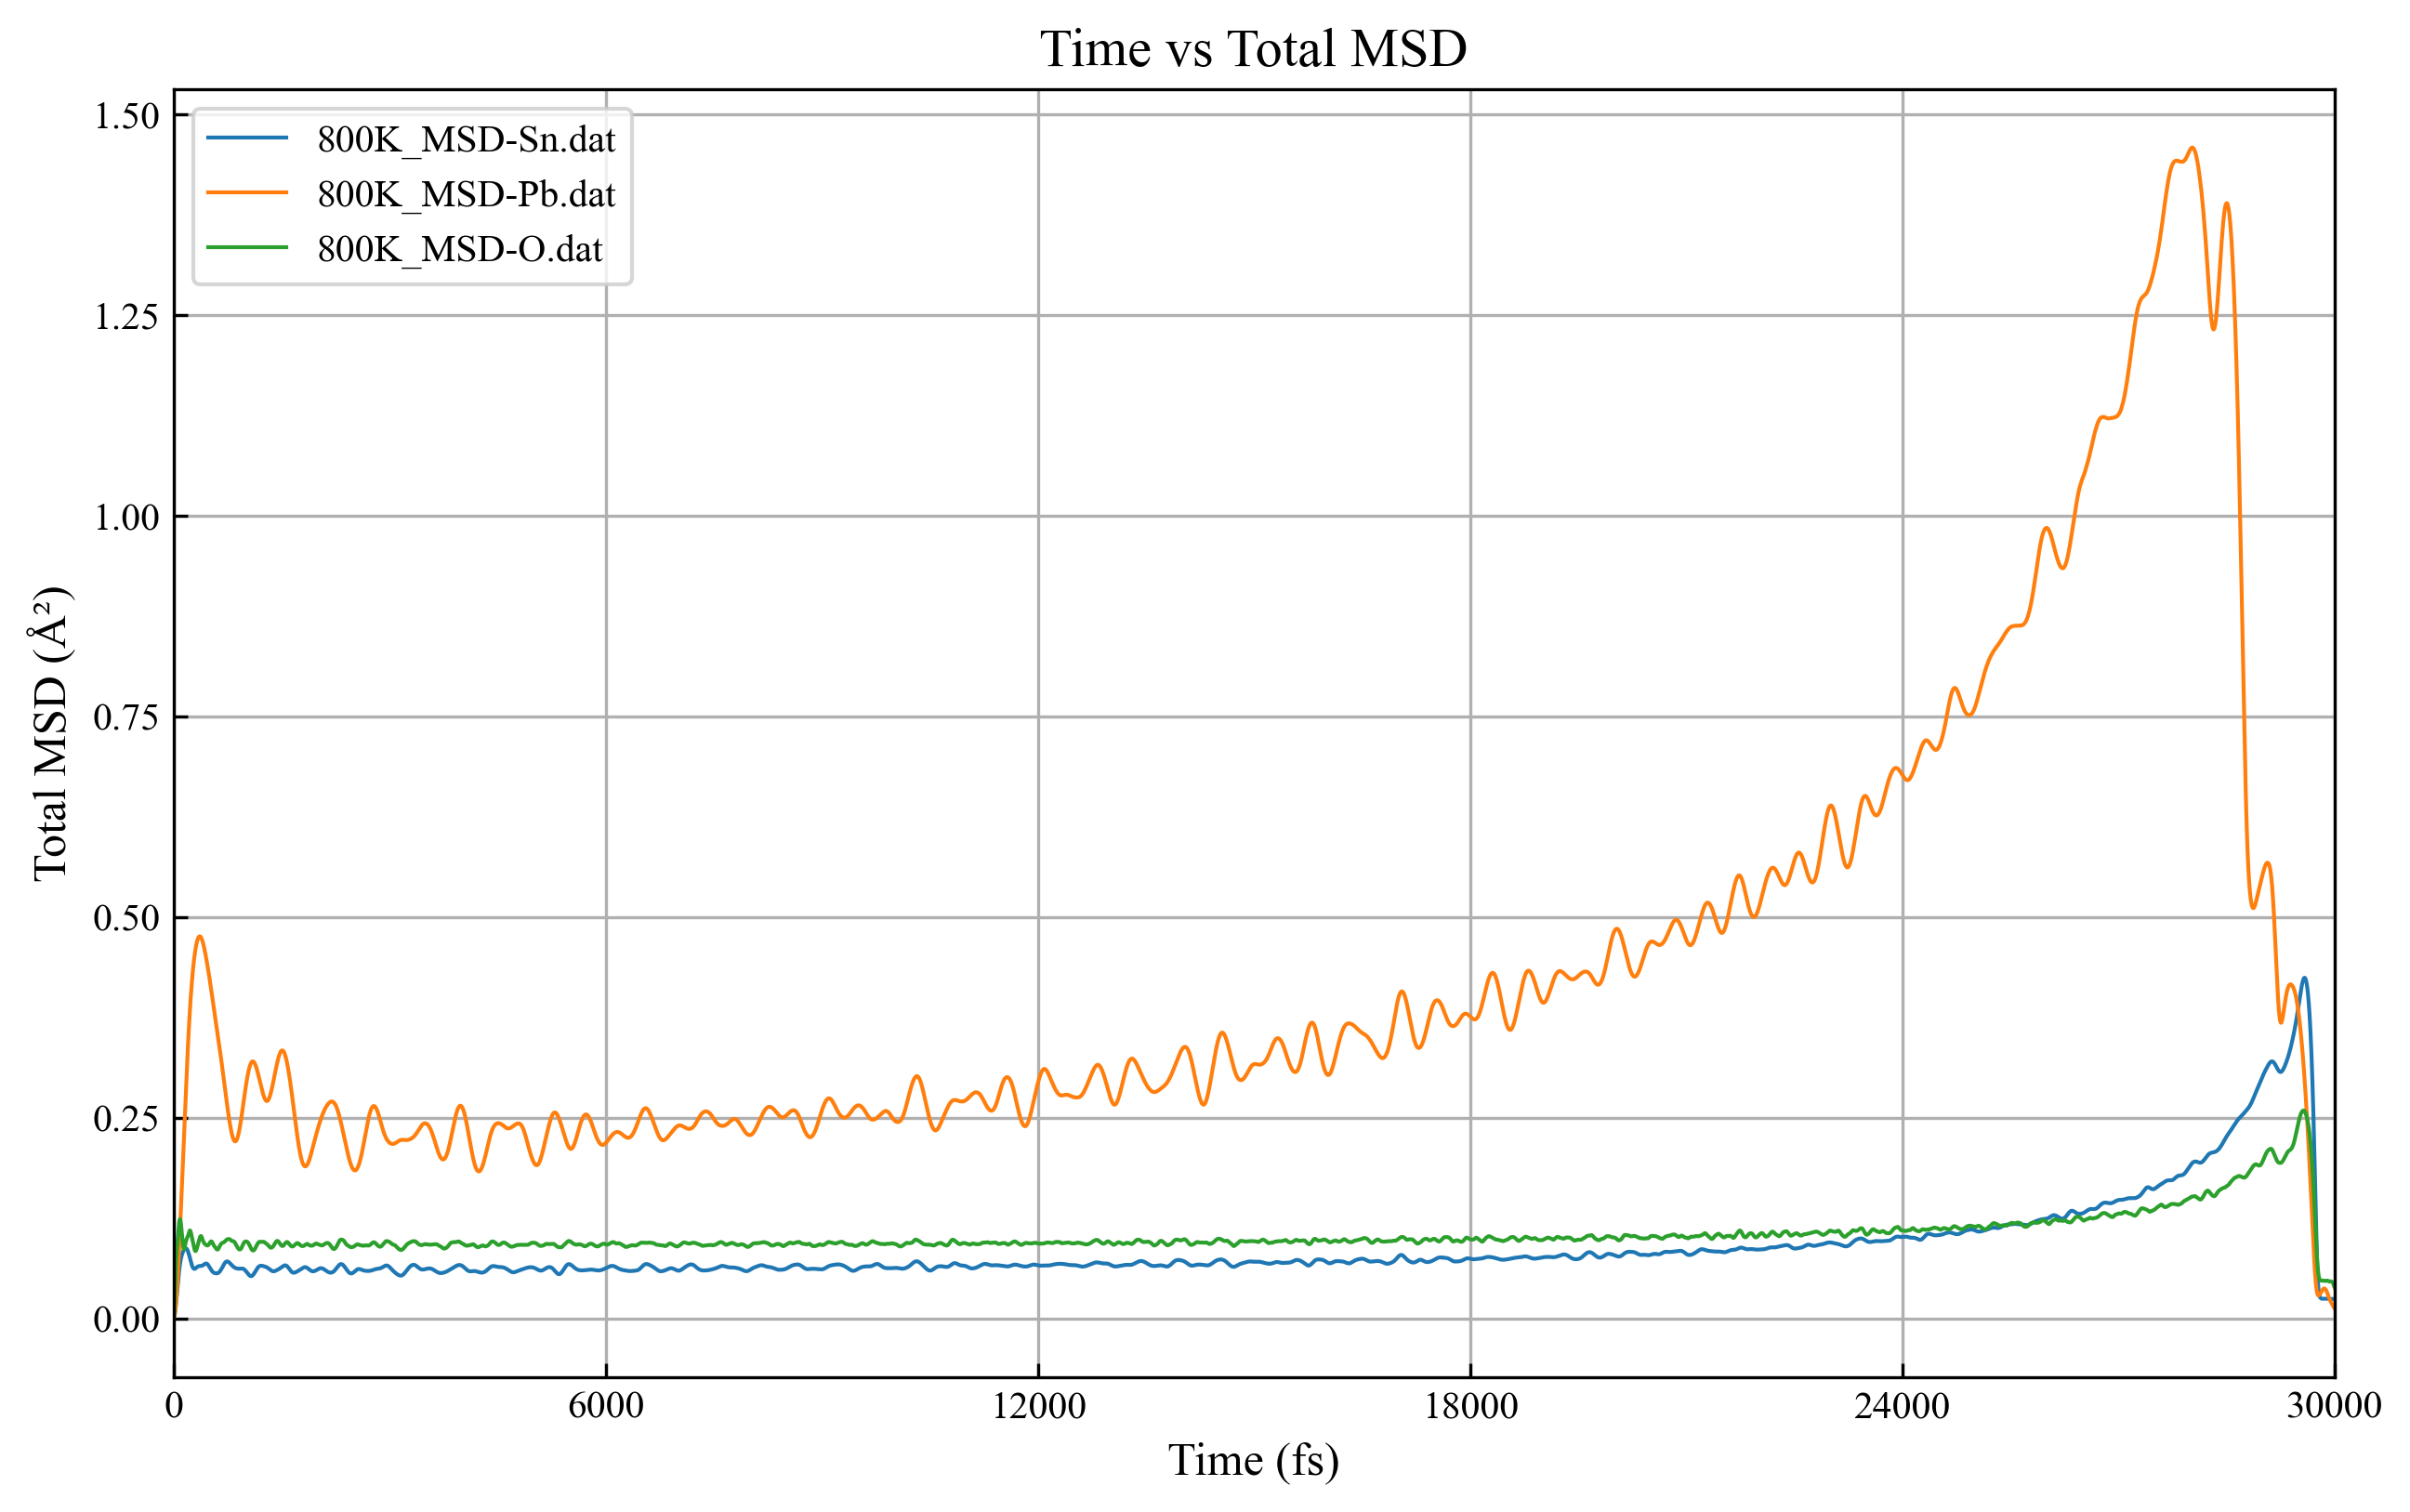 Time vs Total MSD
1.50
1.25
1.00
0.75
0.50
0.25
0.00
Total MSD (Å²)
800K_MSD-Sn.dat
800K_MSD-Pb.dat
800K_MSD-O.dat
0 6000 12000 18000 24000 30000
Time (fs)